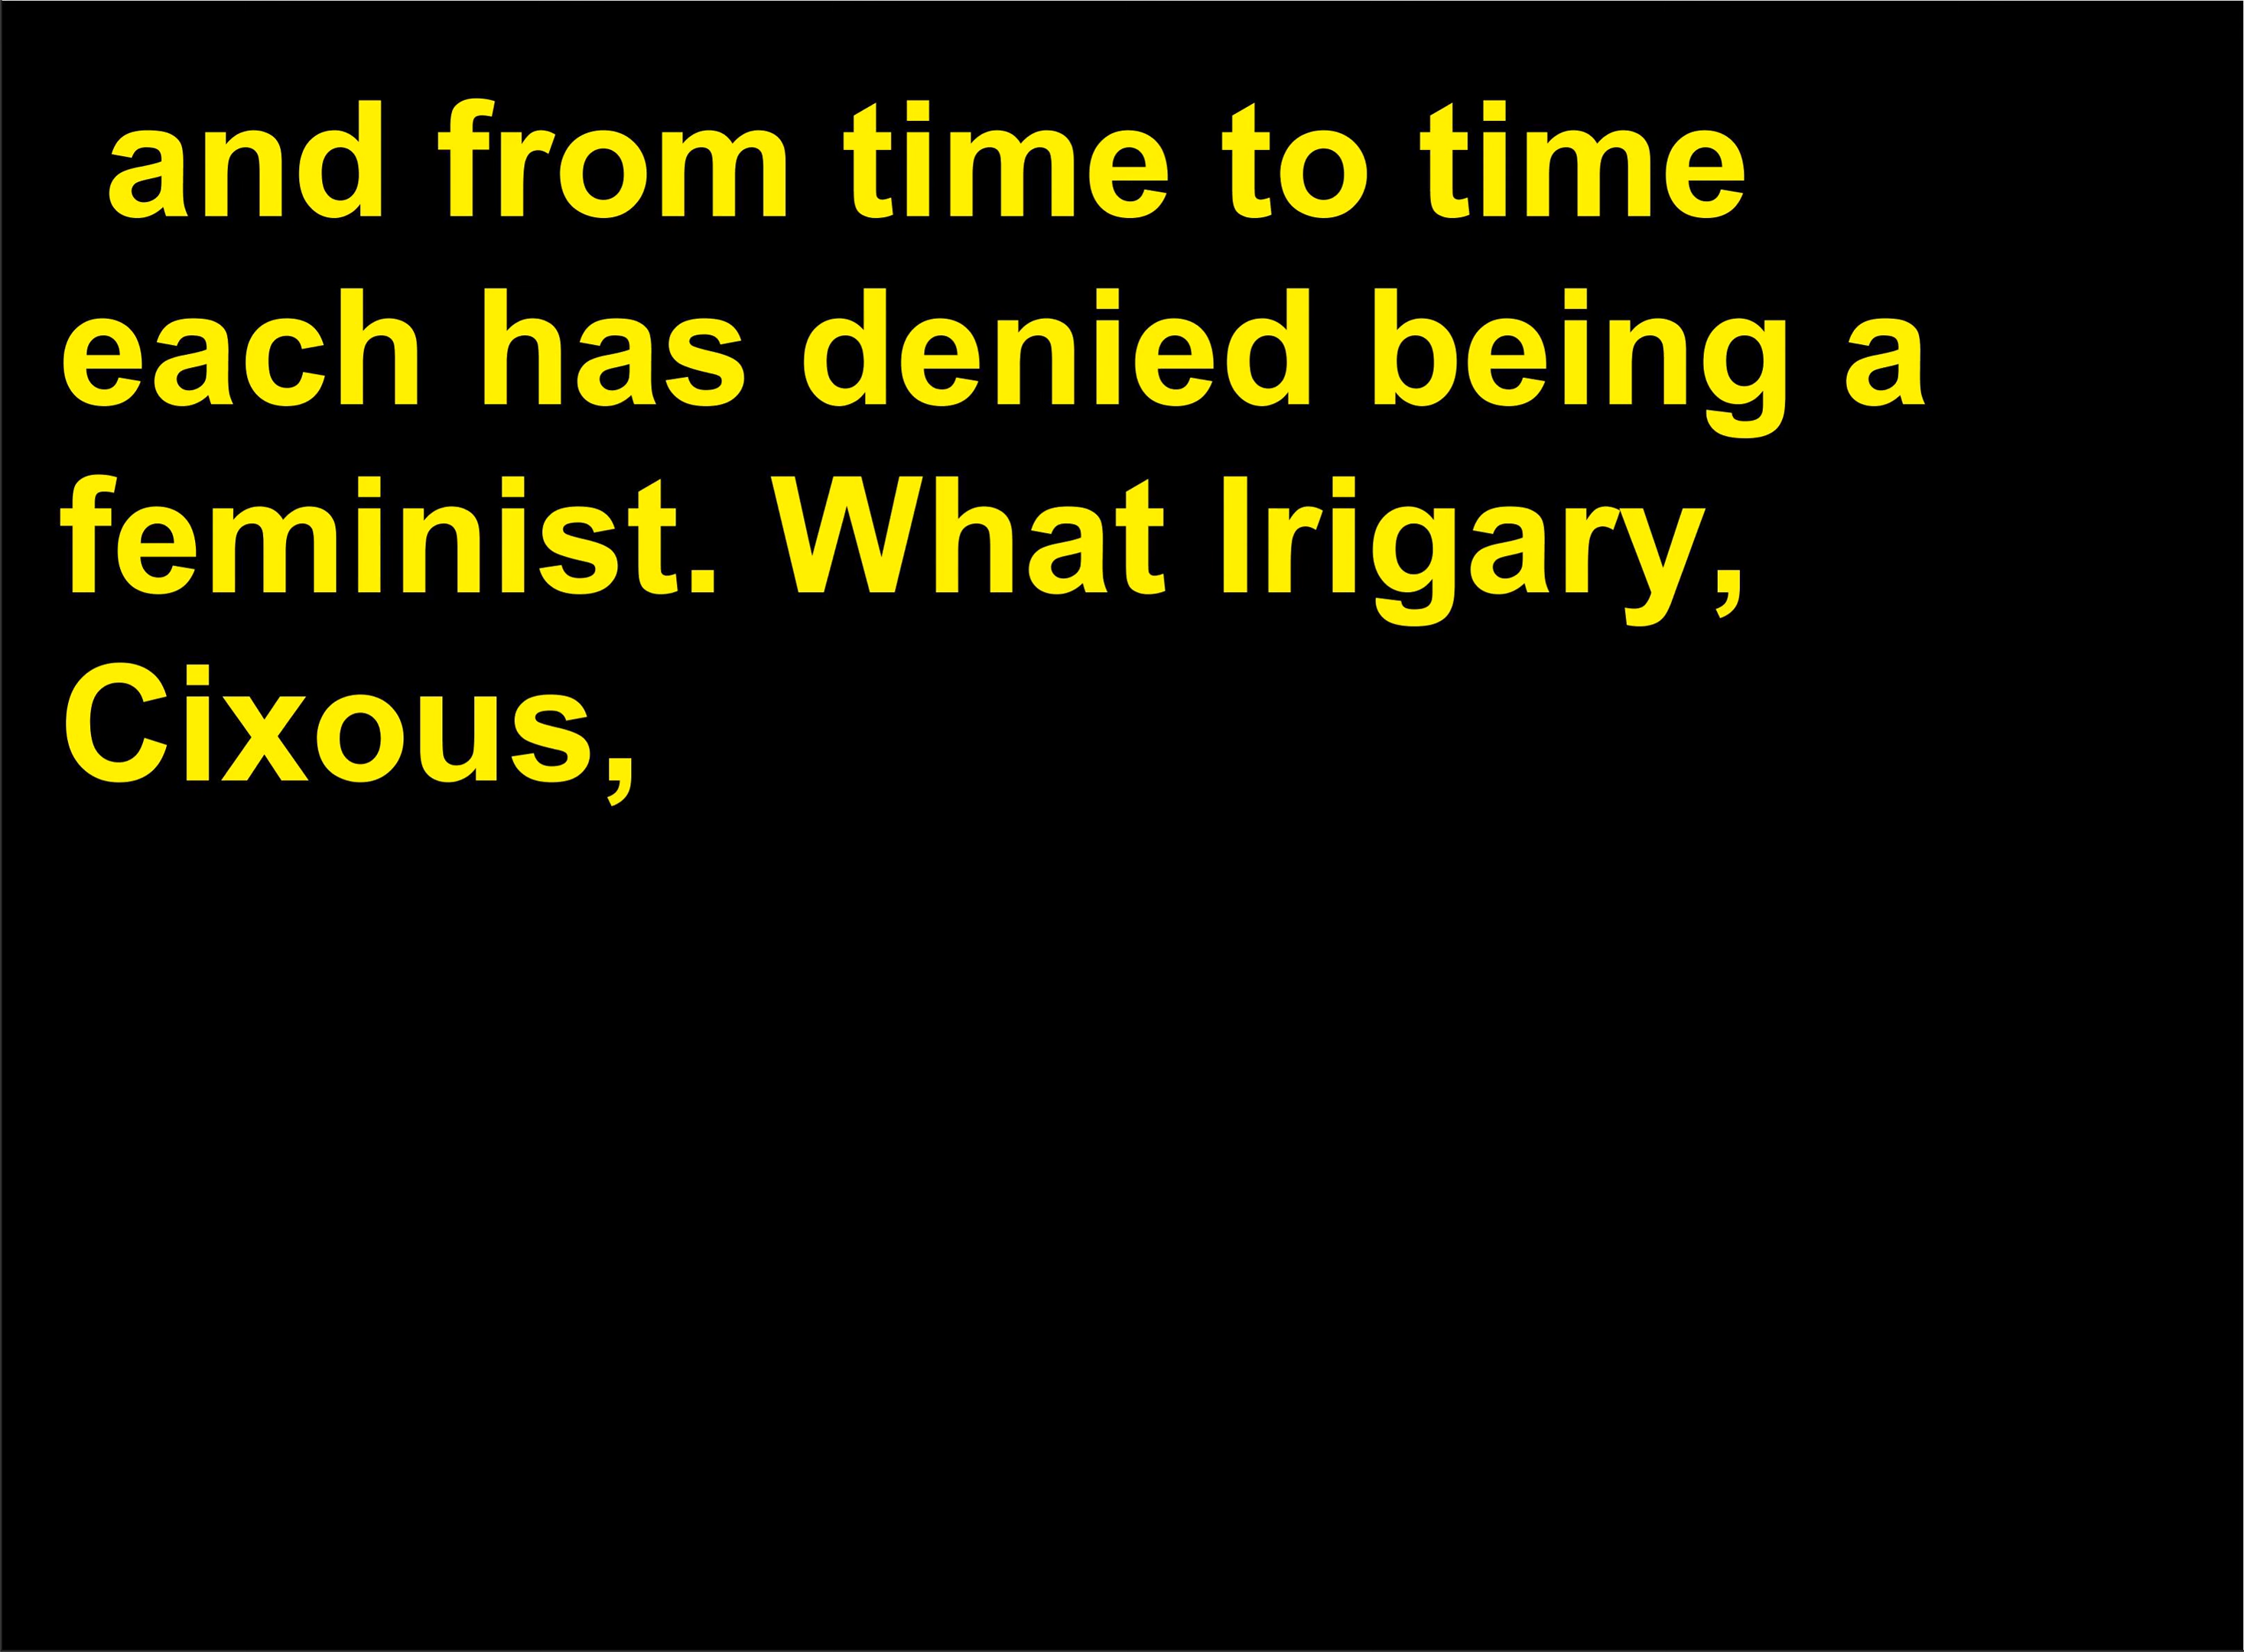 and from time to time
each has denied being a
feminist. What Irigary,
Cixous,